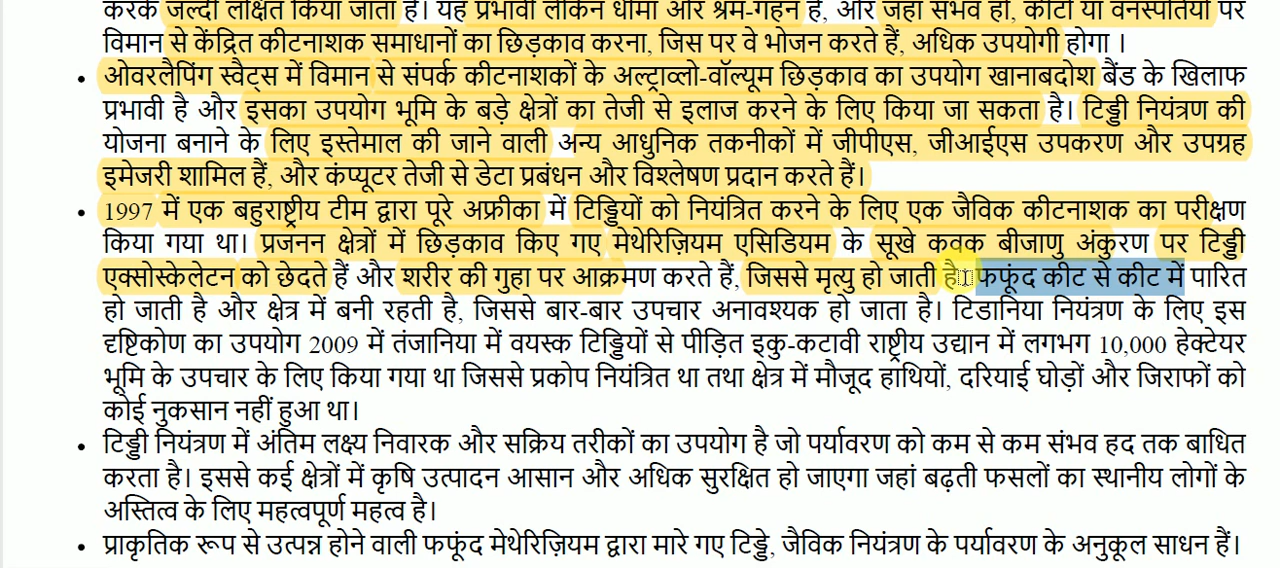 करके जल्दी लक्षित किया जाता है। यह प्रभावी लेकिन धीमा और श्रम-गहन है, और जहां संभव हो, कीटों या वनस्पतियों पर
विमान से केंद्रित कीटनाशक समाधानों का छिड़काव करना, जिस पर वे भोजन करते हैं, अधिक उपयोगी होगा ।
• ओवरलैपिंग स्वैट्स में विमान से संपर्क कीटनाशकों के अल्ट्राव्लो-वॉल्यूम छिड़काव का उपयोग खानाबदोश बैंड के खिलाफ
प्रभावी है और इसका उपयोग भूमि के बड़े क्षेत्रों का तेजी से इलाज करने के लिए किया जा सकता है। टिड्डी नियंत्रण की
योजना बनाने के लिए इस्तेमाल की जाने वाली अन्य आधुनिक तकनीकों में जीपीएस, जीआईएस उपकरण और उपग्रह
इमेजरी शामिल हैं, और कंप्यूटर तेजी से डेटा प्रबंधन और विश्लेषण प्रदान करते हैं।
• 1997 में एक बहुराष्ट्रीय टीम द्वारा पूरे अफ्रीका में टिड्डियों को नियंत्रित करने के लिए एक जैविक कीटनाशक का परीक्षण
किया गया था। प्रजनन क्षेत्रों में छिड़काव किए गए मेथेरिज़ियम एसिडियम के सूखे कवक बीजाणु अंकुरण पर टिड्डी
एक्सोस्केलेटन को छेदते हैं और शरीर की गुहा पर आक्रमण करते हैं, जिससे मृत्यु हो जाती है। फफूंद कीट से कीट में पारित
हो जाती है और क्षेत्र में बनी रहती है, जिससे बार-बार उपचार अनावश्यक हो जाता है। टिडानिया नियंत्रण के लिए इस
दृष्टिकोण का उपयोग 2009 में तंजानिया में वयस्क टिड्डियों से पीड़ित इकु-कटावी राष्ट्रीय उद्यान में लगभग 10,000 हेक्टेयर
भूमि के उपचार के लिए किया गया था जिससे प्रकोप नियंत्रित था तथा क्षेत्र में मौजूद हाथियों, दरियाई घोड़ों और जिराफों को
कोई नुकसान नहीं हुआ था।
• टिड्डी नियंत्रण में अंतिम लक्ष्य निवारक और सक्रिय तरीकों का उपयोग है जो पर्यावरण को कम से कम संभव हद तक बाधित
करता है। इससे कई क्षेत्रों में कृषि उत्पादन आसान और अधिक सुरक्षित हो जाएगा जहां बढ़ती फसलों का स्थानीय लोगों के
अस्तित्व के लिए महत्वपूर्ण महत्व है।
• प्राकृतिक रूप से उत्पन्न होने वाली फफूंद मेथेरिज़ियम द्वारा मारे गए टिड्डे, जैविक नियंत्रण के पर्यावरण के अनुकूल साधन हैं।